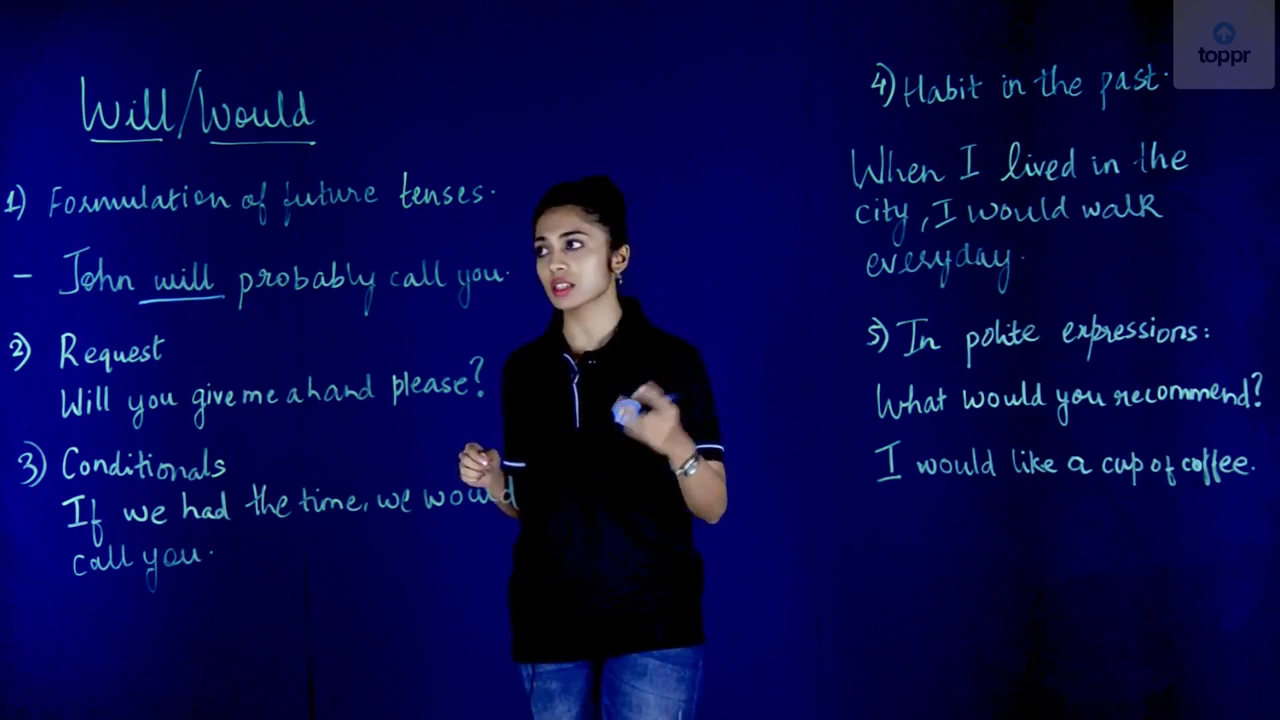 Will/Would
1) Formulation of future tenses.
- John will probably call you.
2) Request
Will you give me a hand please?
3) Conditionals
If we had the time, we would
call you.
4) Habit in the past.
When I lived in the
city, I would walk
everyday.
5) In polite expressions:
What would you recommend?
I would like a cup of coffee.
toppr